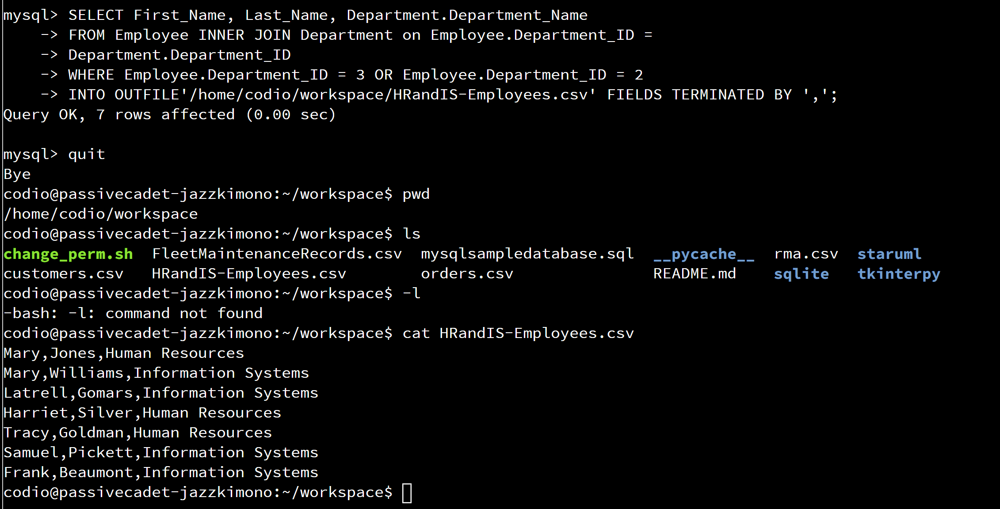 mysql> SELECT First_Name, Last_Name, Department.Department_Name
    -> FROM Employee INNER JOIN Department on Employee.Department_ID =
    -> Department.Department_ID
    -> WHERE Employee.Department_ID = 3 OR Employee.Department_ID = 2
    -> INTO OUTFILE'/home/codio/workspace/HRandIS-Employees.csv' FIELDS TERMINATED BY ',';
Query OK, 7 rows affected (0.00 sec)

mysql> quit
Bye
codio@passivecadet-jazzkimono:~/workspace$ pwd
/home/codio/workspace
codio@passivecadet-jazzkimono:~/workspace$ ls
change_perm.sh  FleetMaintenanceRecords.csv  mysqlsampledatabase.sql  __pycache__  rma.csv  staruml
customers.csv   HRandIS-Employees.csv        orders.csv               README.md    sqlite   tkinterpy
codio@passivecadet-jazzkimono:~/workspace$ -l
-bash: -l: command not found
codio@passivecadet-jazzkimono:~/workspace$ cat HRandIS-Employees.csv
Mary,Jones,Human Resources
Mary,Williams,Information Systems
Latrell,Gomars,Information Systems
Harriet,Silver,Human Resources
Tracy,Goldman,Human Resources
Samuel,Pickett,Information Systems
Frank,Beaumont,Information Systems
codio@passivecadet-jazzkimono:~/workspace$